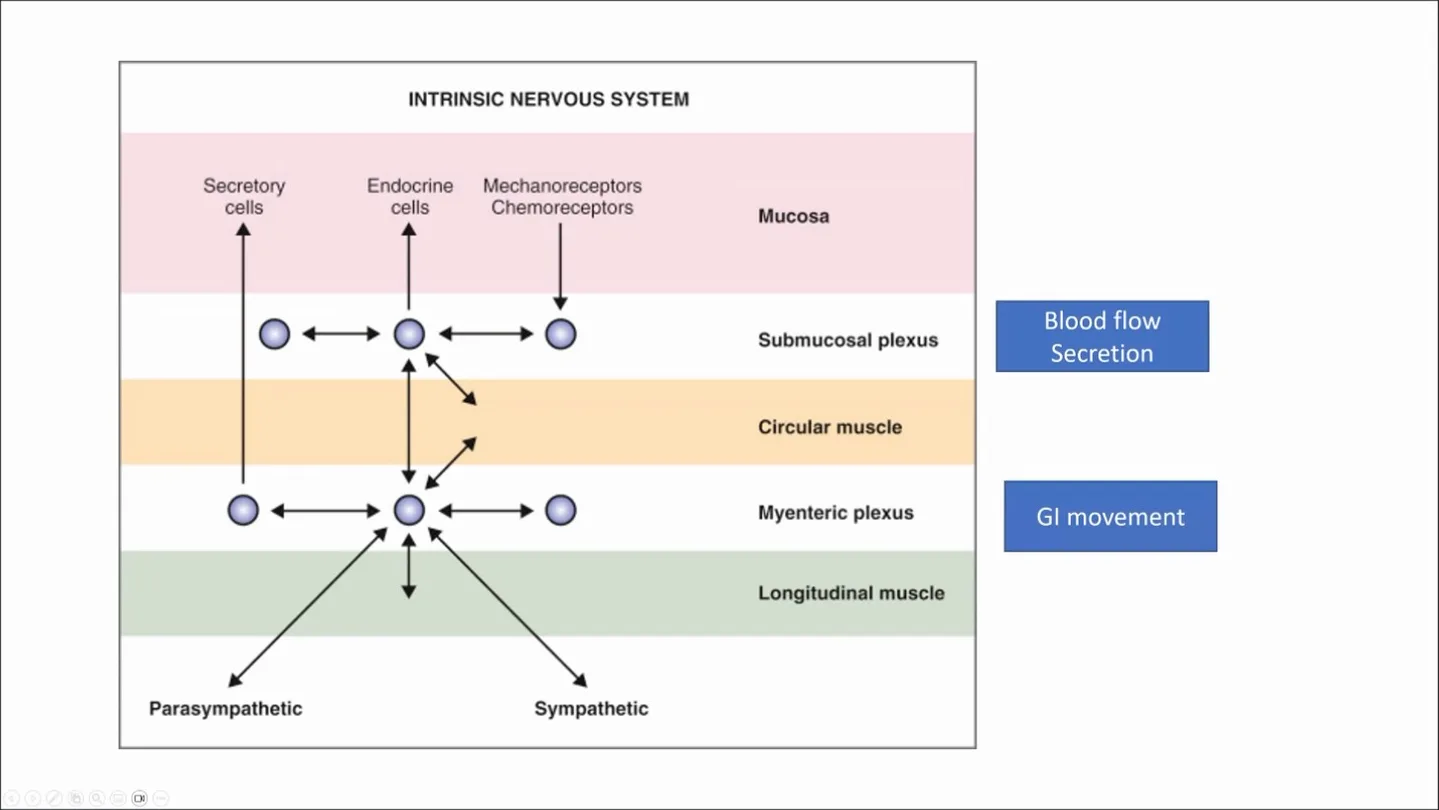 INTRINSIC NERVOUS SYSTEM
Secretory
cells
Endocrine
cells
Mechanoreceptors
Chemoreceptors
Mucosa
Submucosal plexus
Blood flow
Secretion
Circular muscle
Myenteric plexus
GI movement
Longitudinal muscle
Parasympathetic
Sympathetic